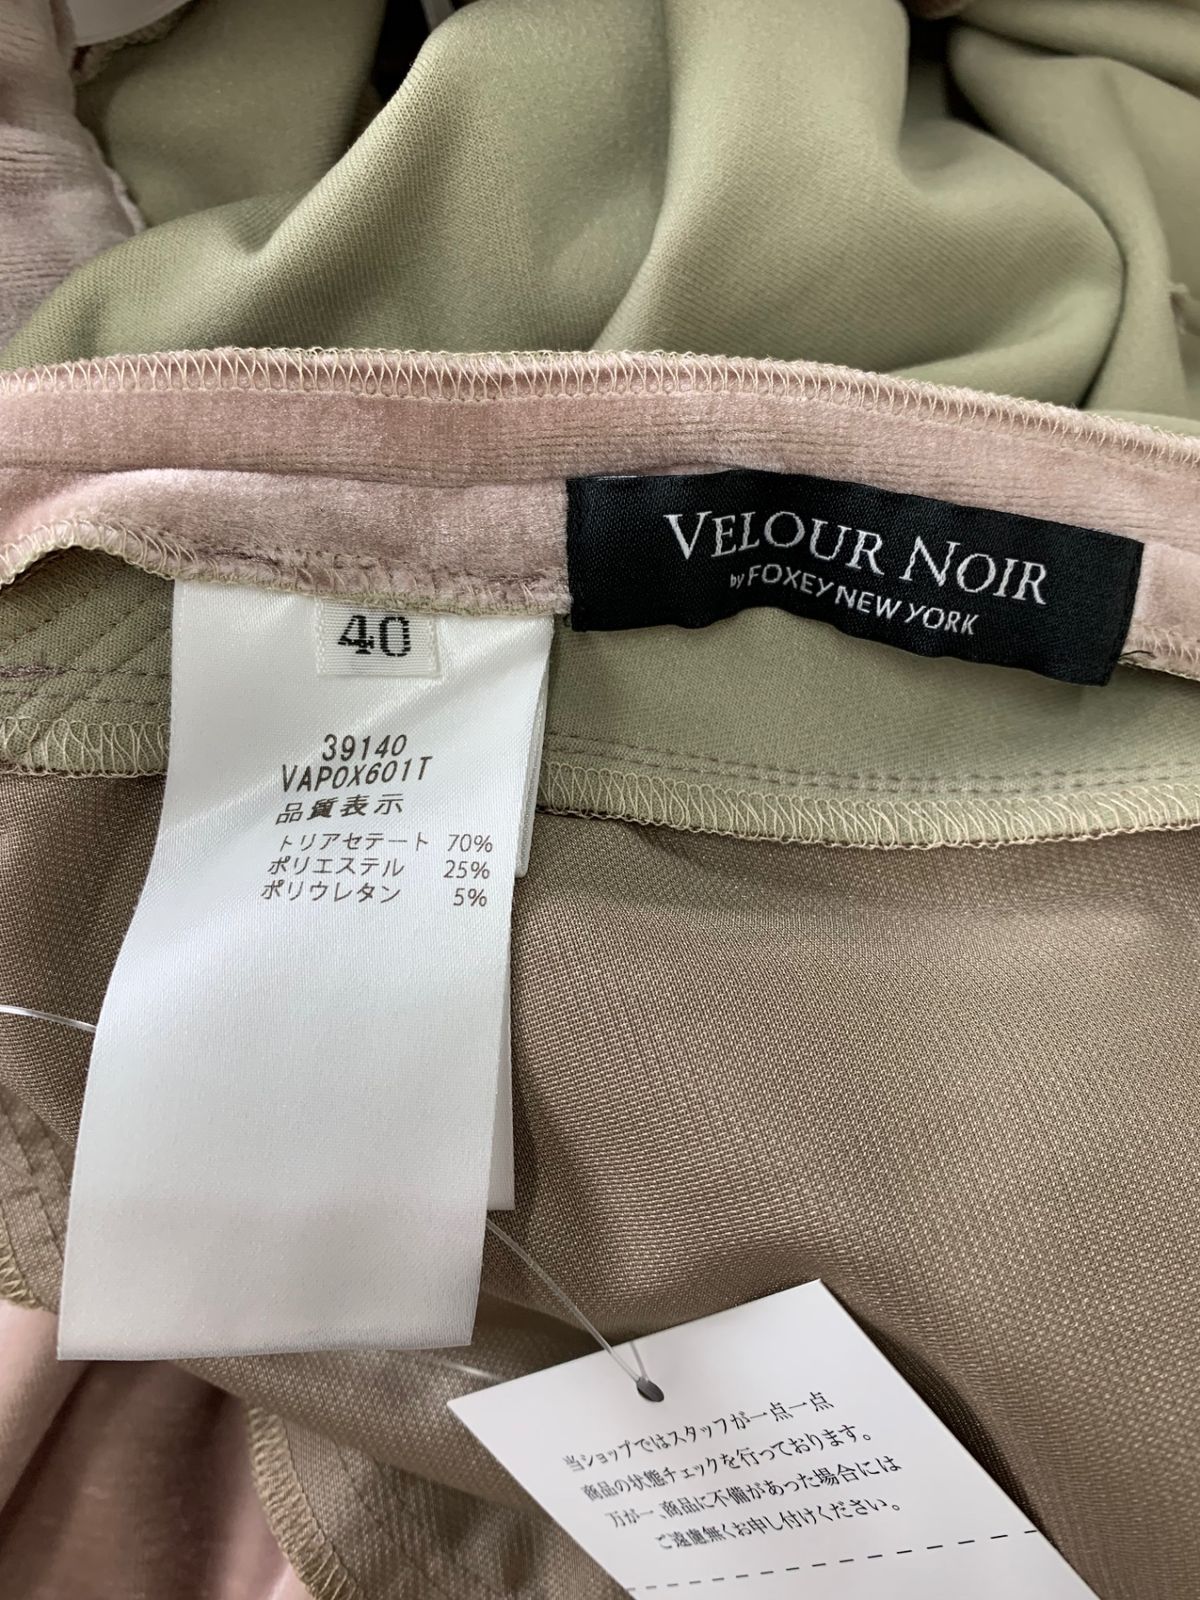 VELOUR NOIR
by FOXEY NEW YORK
40
39140
VAPOX601T
品質表示
トリアセテート 70%
ポリエステル 25%
ポリウレタン 5%
当ショップではスタッフが一点一点
商品の状態チェックを行っております。
万が一、商品に不備があった場合には
ご遠慮無くお申し付けください。